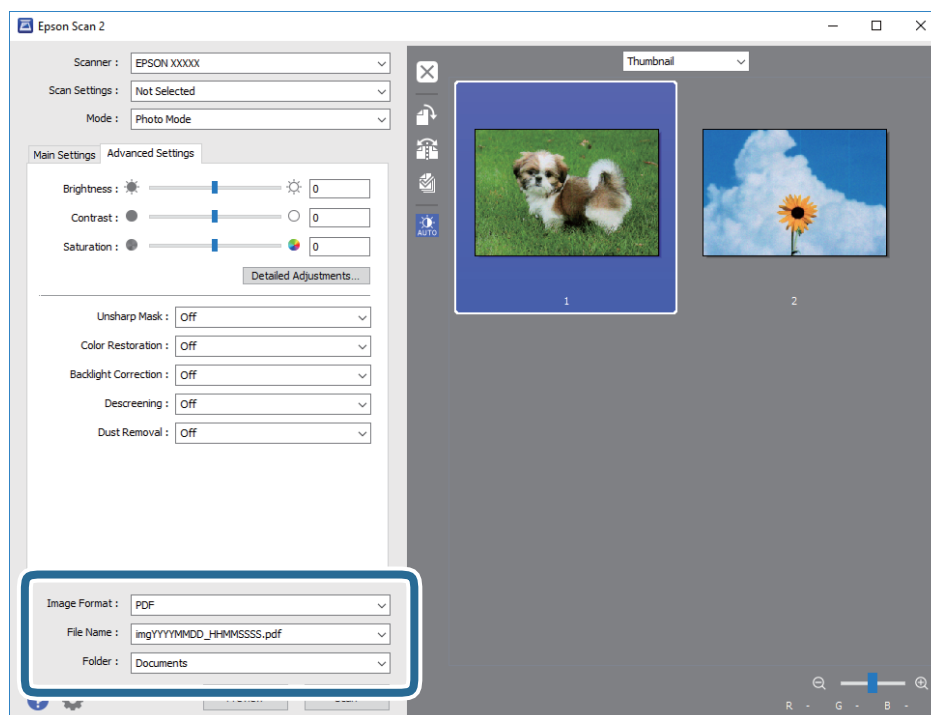 Epson Scan 2
Scanner : EPSON XXXXX
Scan Settings : Not Selected
Mode : Photo Mode
Main Settings Advanced Settings
Brightness : 0
Contrast : 0
Saturation : 0
Detailed Adjustments...
Unsharp Mask : Off
Color Restoration : Off
Backlight Correction : Off
Descreening : Off
Dust Removal : Off
Image Format : PDF
File Name : imgYYYYMMDD_HHMMSSSS.pdf
Folder : Documents
Thumbnail
AUTO
1
2
R - G - B -